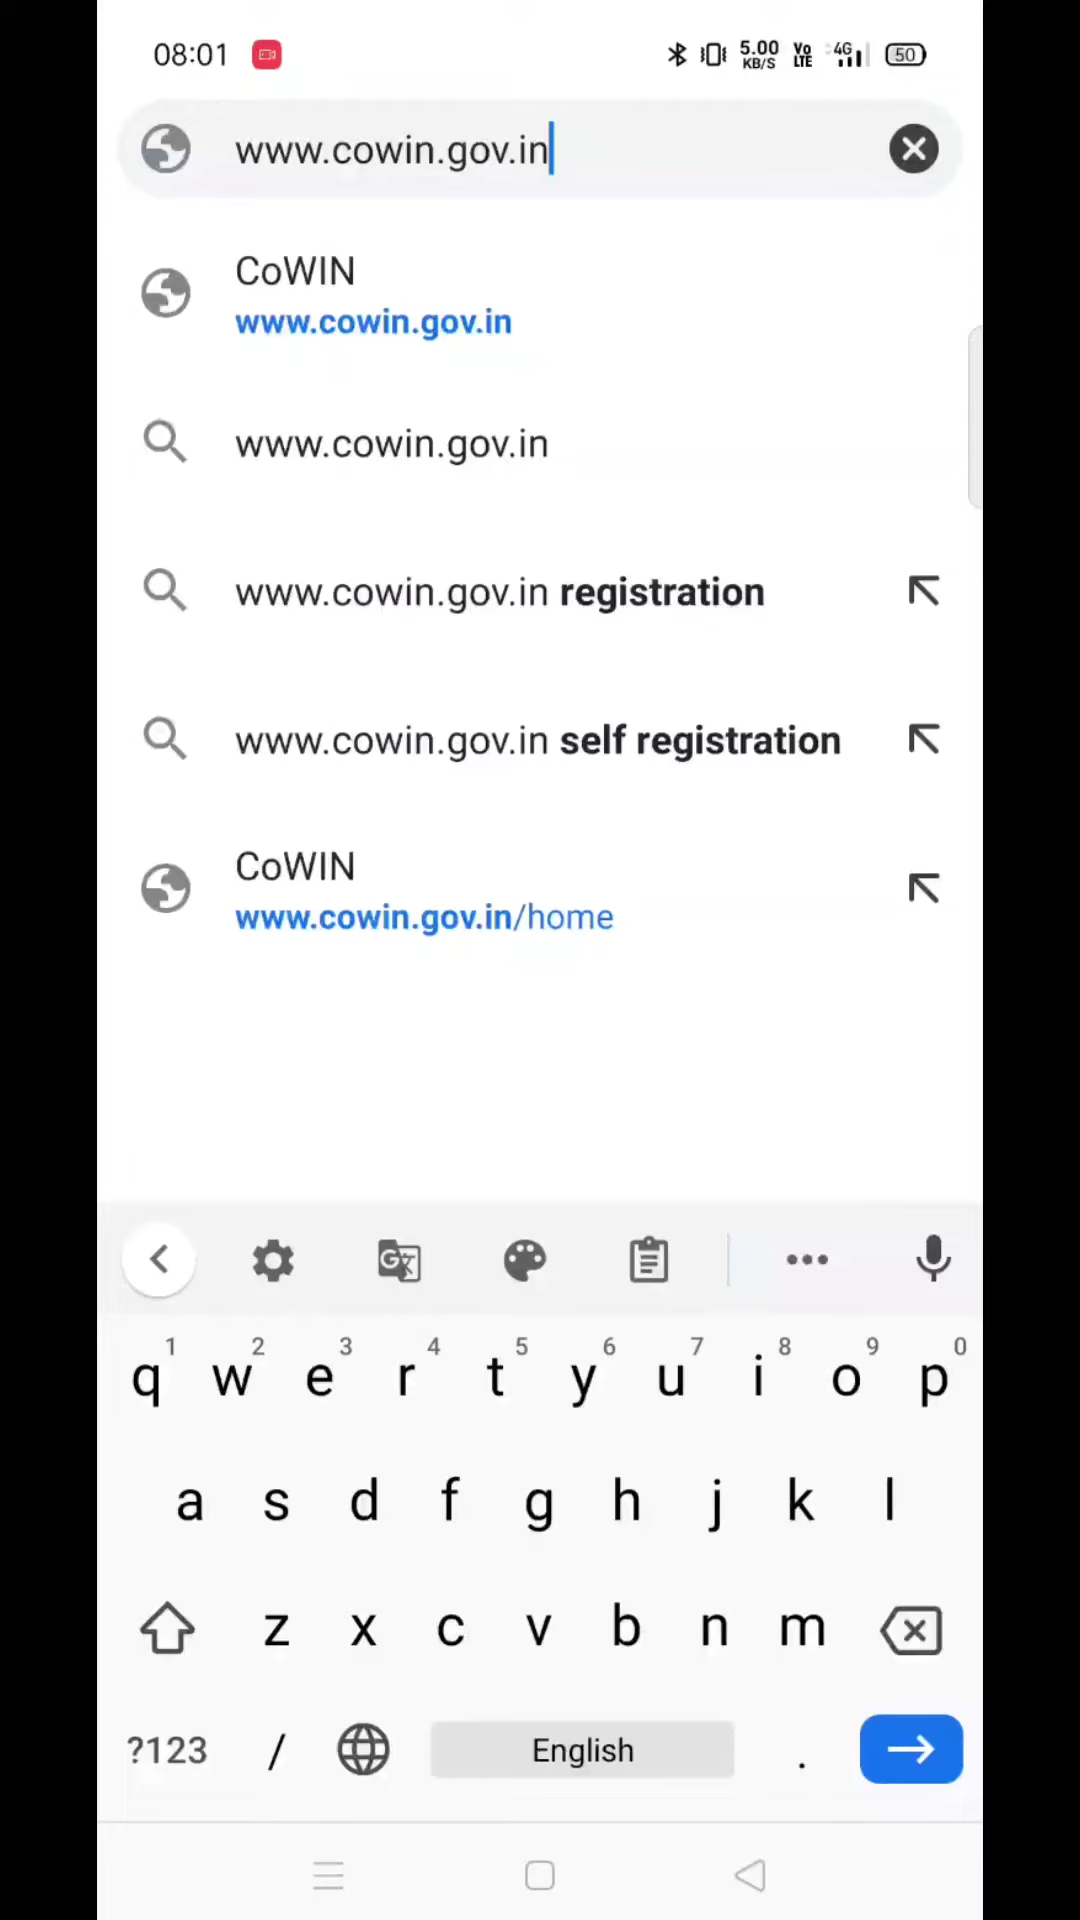 08:01 5.00 KB/S Vo LTE 4G 50
www.cowin.gov.in
CoWIN
www.cowin.gov.in
www.cowin.gov.in
www.cowin.gov.in registration
www.cowin.gov.in self registration
CoWIN
www.cowin.gov.in/home
G
1 2 3 4 5 6 7 8 9 0
q w e r t y u i o p
a s d f g h j k l
z x c v b n m
?123 / English .